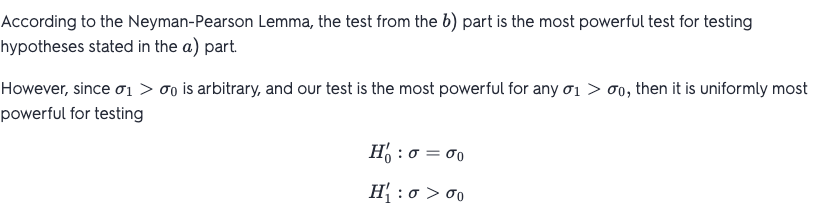 According to the Neyman-Pearson Lemma, the test from the b) part is the most powerful test for testing
hypotheses stated in the a) part.
However, since σ₁ > σ₀ is arbitrary, and our test is the most powerful for any σ₁ > σ₀, then it is uniformly most
powerful for testing
H₀′ : σ = σ₀
H₁′ : σ > σ₀